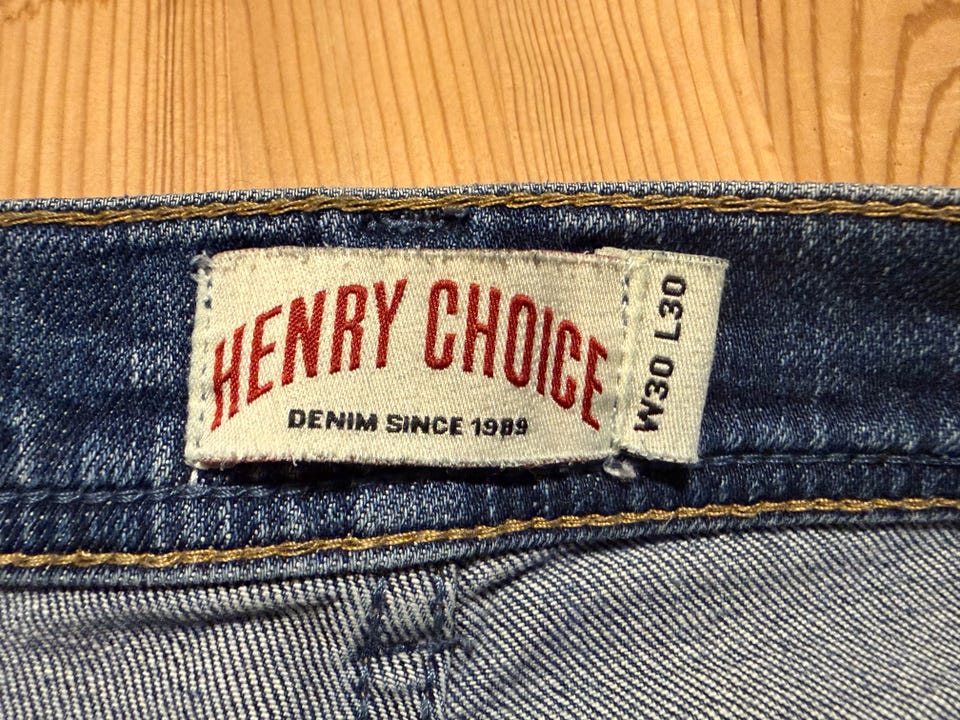 HENRY CHOICE
DENIM SINCE 1989
W30 L30